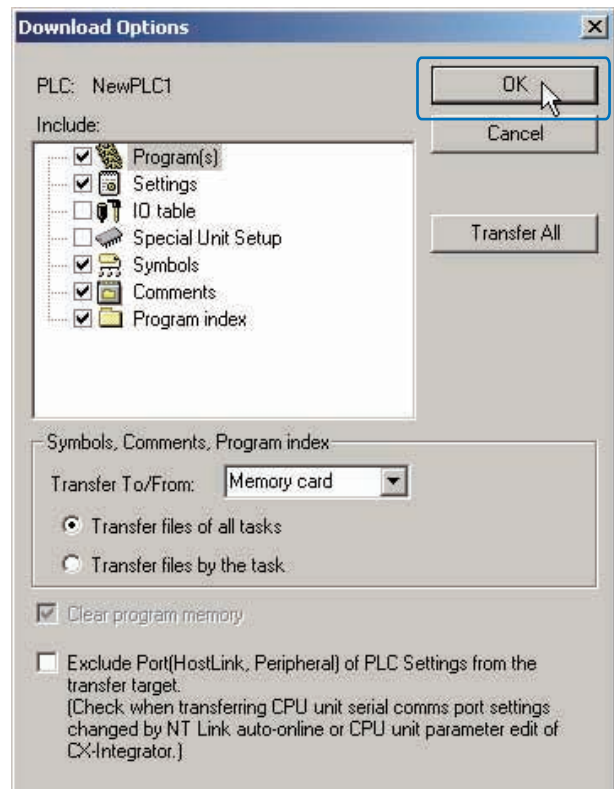 Download Options
PLC: NewPLC1
OK
Include:
Cancel
Program(s)
Settings
IO table
Special Unit Setup
Transfer All
Symbols
Comments
Program index
Symbols, Comments, Program index
Transfer To/From: Memory card
Transfer files of all tasks
Transfer files by the task
Clear program memory
Exclude Port(HostLink, Peripheral) of PLC Settings from the
transfer target.
(Check when transferring CPU unit serial comms port settings
changed by NT Link auto-online or CPU unit parameter edit of
CX-Integrator.)